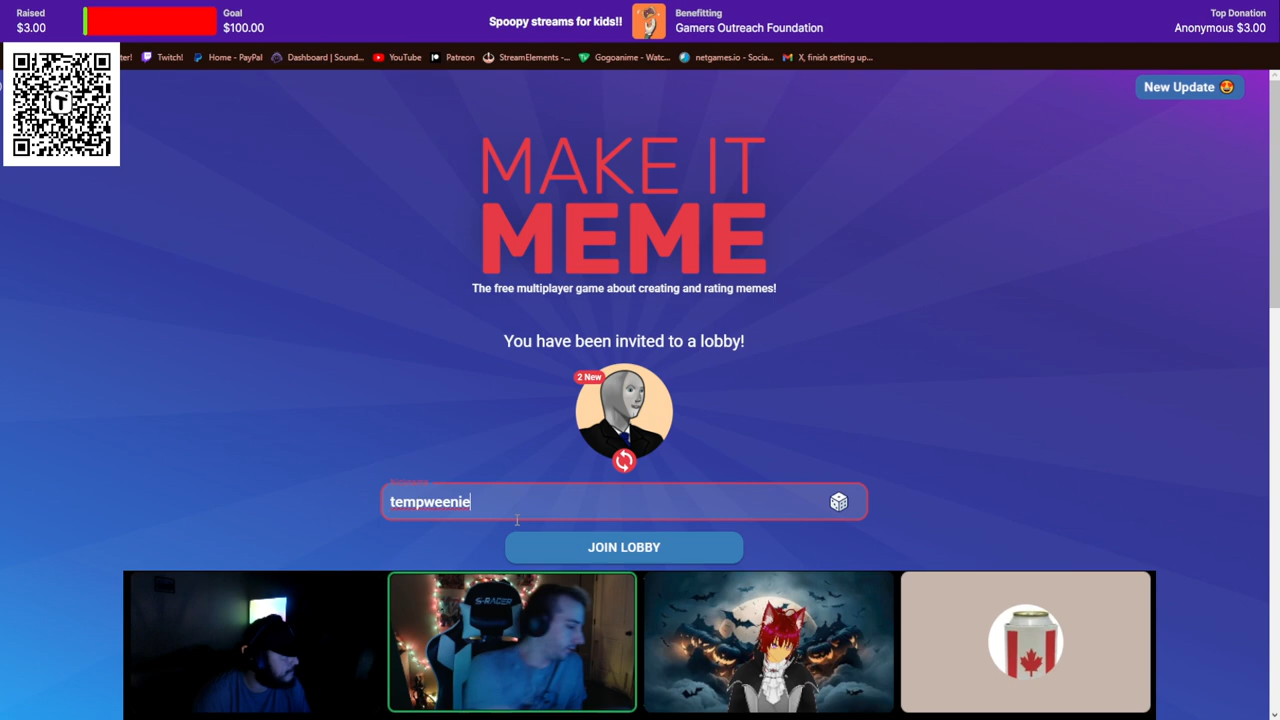 Raised
$3.00
Goal
$100.00
Spoopy streams for kids!!
Benefitting
Gamers Outreach Foundation
Top Donation
Anonymous $3.00
ter!
Twitch!
Home - PayPal
Dashboard | Sound...
YouTube
Patreon
StreamElements -...
Gogoanime - Watc...
netgames.io - Socia...
X, finish setting up...
New Update
MAKE IT
MEME
The free multiplayer game about creating and rating memes!
You have been invited to a lobby!
2 New
tempweenie
JOIN LOBBY
S-RACER